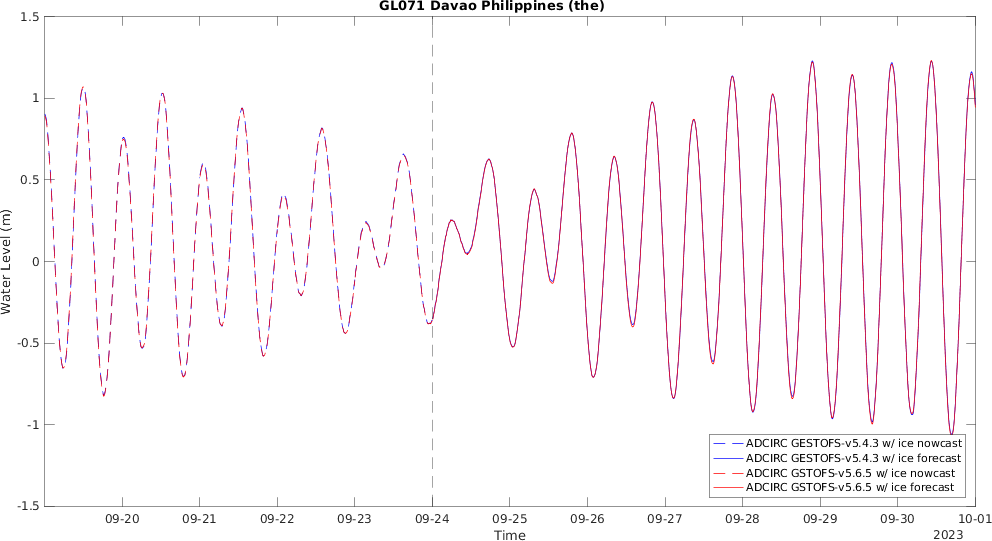 GL071 Davao Philippines (the)
1.5
1
0.5
0
-0.5
-1
-1.5
Water Level (m)
ADCIRC GESTOFS-v5.4.3 w/ ice nowcast
ADCIRC GESTOFS-v5.4.3 w/ ice forecast
ADCIRC GSTOFS-v5.6.5 w/ ice nowcast
ADCIRC GSTOFS-v5.6.5 w/ ice forecast
09-20 09-21 09-22 09-23 09-24 09-25 09-26 09-27 09-28 09-29 09-30 10-01
Time
2023